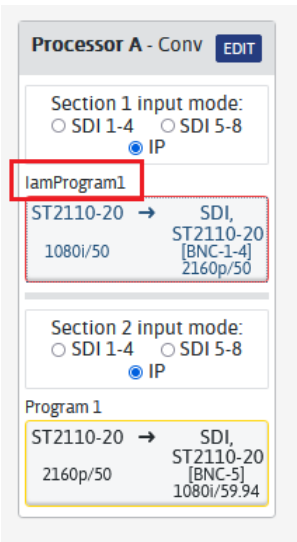 Processor A - Conv EDIT
Section 1 input mode:
SDI 1-4 SDI 5-8
IP
IamProgram1
ST2110-20 → SDI,
ST2110-20
1080i/50 [BNC-1-4]
2160p/50
Section 2 input mode:
SDI 1-4 SDI 5-8
IP
Program 1
ST2110-20 → SDI,
ST2110-20
2160p/50 [BNC-5]
1080i/59.94